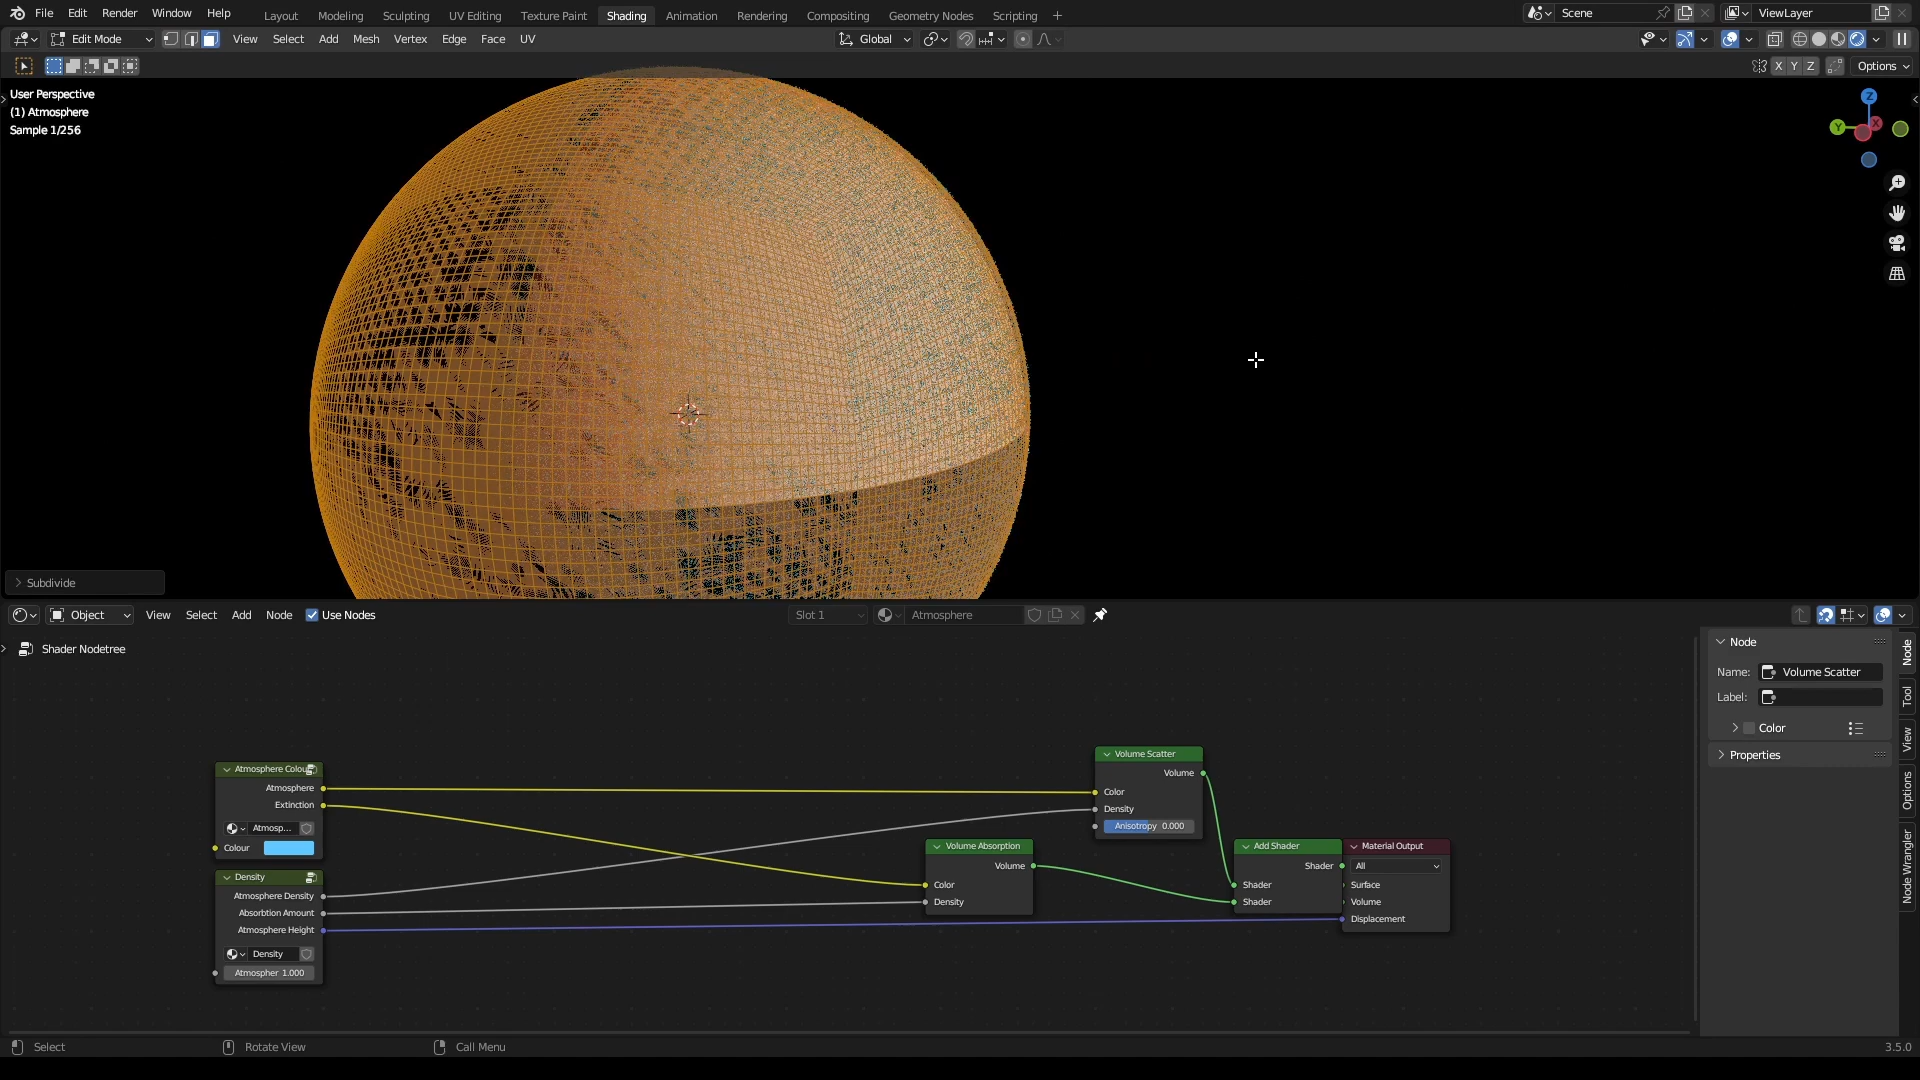 File Edit Render Window Help Layout Modeling Sculpting UV Editing Texture Paint Shading Animation Rendering Compositing Geometry Nodes Scripting + Scene ViewLayer
Edit Mode View Select Add Mesh Vertex Edge Face UV Global
X Y Z Options
User Perspective
(1) Atmosphere
Sample 1/256
Z
Y X
Subdivide
Object View Select Add Node Use Nodes Slot 1 Atmosphere
Shader Nodetree
Atmosphere Colou
Atmosphere
Extinction
Atmosp...
Colour
Density
Atmosphere Density
Absorbtion Amount
Atmosphere Height
Density
Atmospher 1.000
Volume Absorption
Volume
Color
Density
Volume Scatter
Volume
Color
Density
Anisotropy 0.000
Add Shader
Shader
Shader
Shader
Material Output
All
Surface
Volume
Displacement
Node
Name: Volume Scatter
Label:
Color
Properties
Node
Tool
View
Options
Node Wrangler
Select Rotate View Call Menu 3.5.0